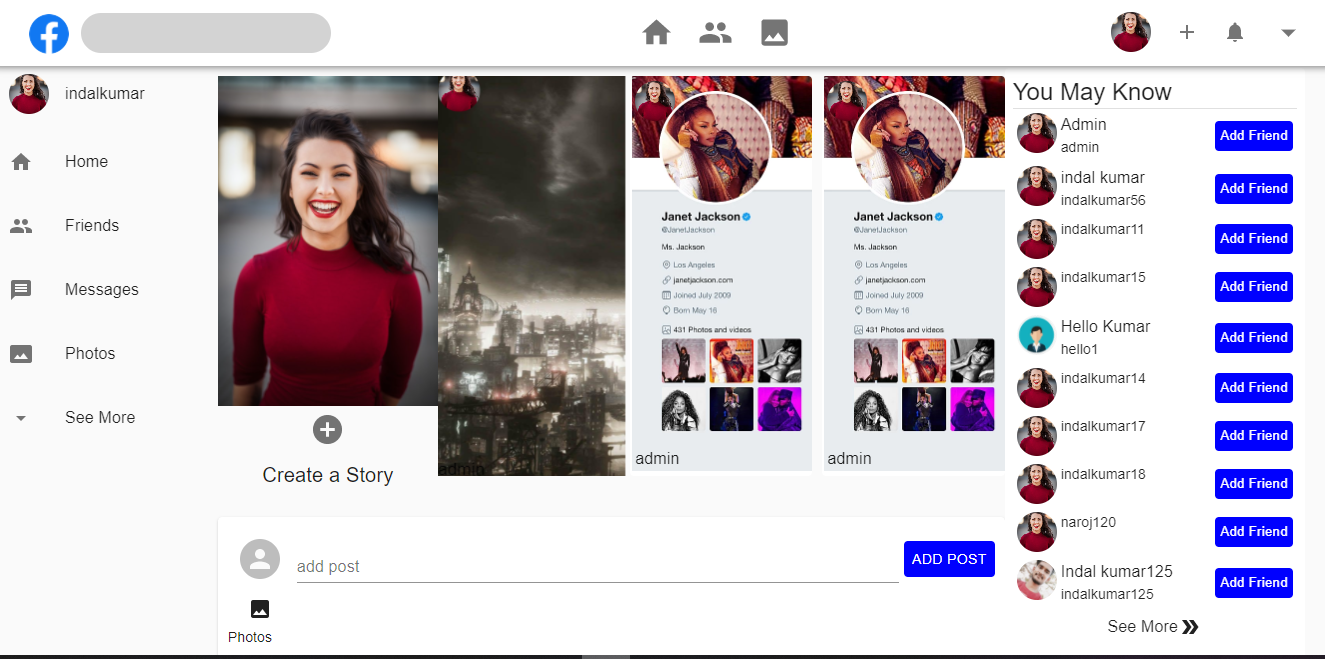 indalkumar
Home
Friends
Messages
Photos
See More
Create a Story
admin
Janet Jackson
@JanetJackson
Ms. Jackson
Los Angeles
janetjackson.com
Joined July 2009
Born May 16
431 Photos and videos
admin
Janet Jackson
@JanetJackson
Ms. Jackson
Los Angeles
janetjackson.com
Joined July 2009
Born May 16
431 Photos and videos
admin
add post
ADD POST
Photos
You May Know
Admin
admin
Add Friend
indal kumar
indalkumar56
Add Friend
indalkumar11
Add Friend
indalkumar15
Add Friend
Hello Kumar
hello1
Add Friend
indalkumar14
Add Friend
indalkumar17
Add Friend
indalkumar18
Add Friend
naroj120
Add Friend
Indal kumar125
indalkumar125
Add Friend
See More